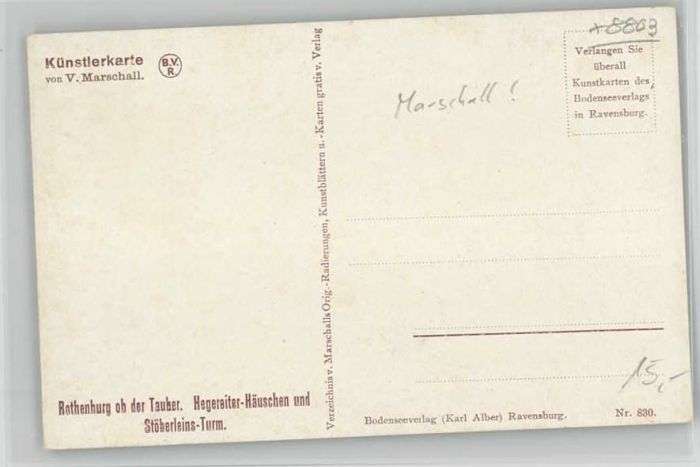 Künstlerkarte
von V. Marschall.
B.V.
R.
Verzeichnis v. Marschalls Orig.-Radierungen, Kunstblättern u.-Karten gratis v. Verlag
Marschall!
+8803
Verlangen Sie
überall
Kunstkarten des
Bodenseeverlags
in Ravensburg.
15,-
Rothenburg ob der Tauber. Hegereiter-Häuschen und
Stöberleins-Turm.
Bodenseeverlag (Karl Alber) Ravensburg.
Nr. 830.